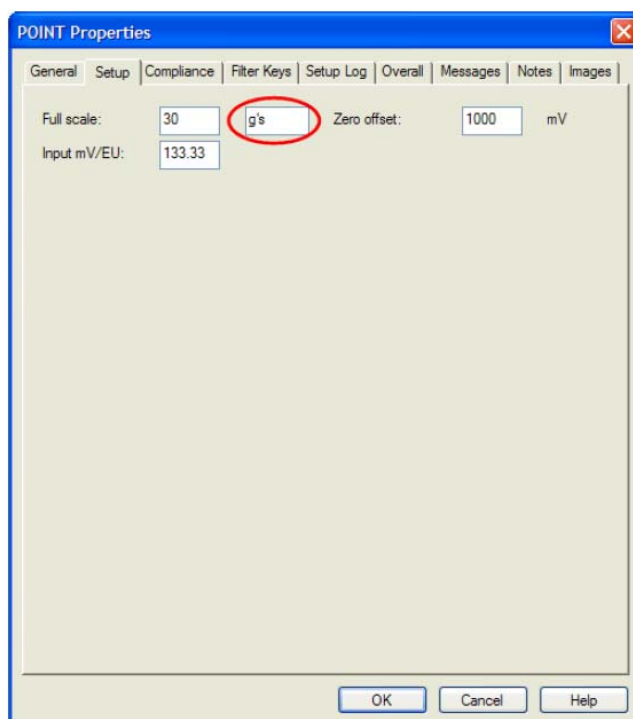 POINT Properties
General Setup Compliance Filter Keys Setup Log Overall Messages Notes Images
Full scale: 30 g's Zero offset: 1000 mV
Input mV/EU: 133.33
OK Cancel Help